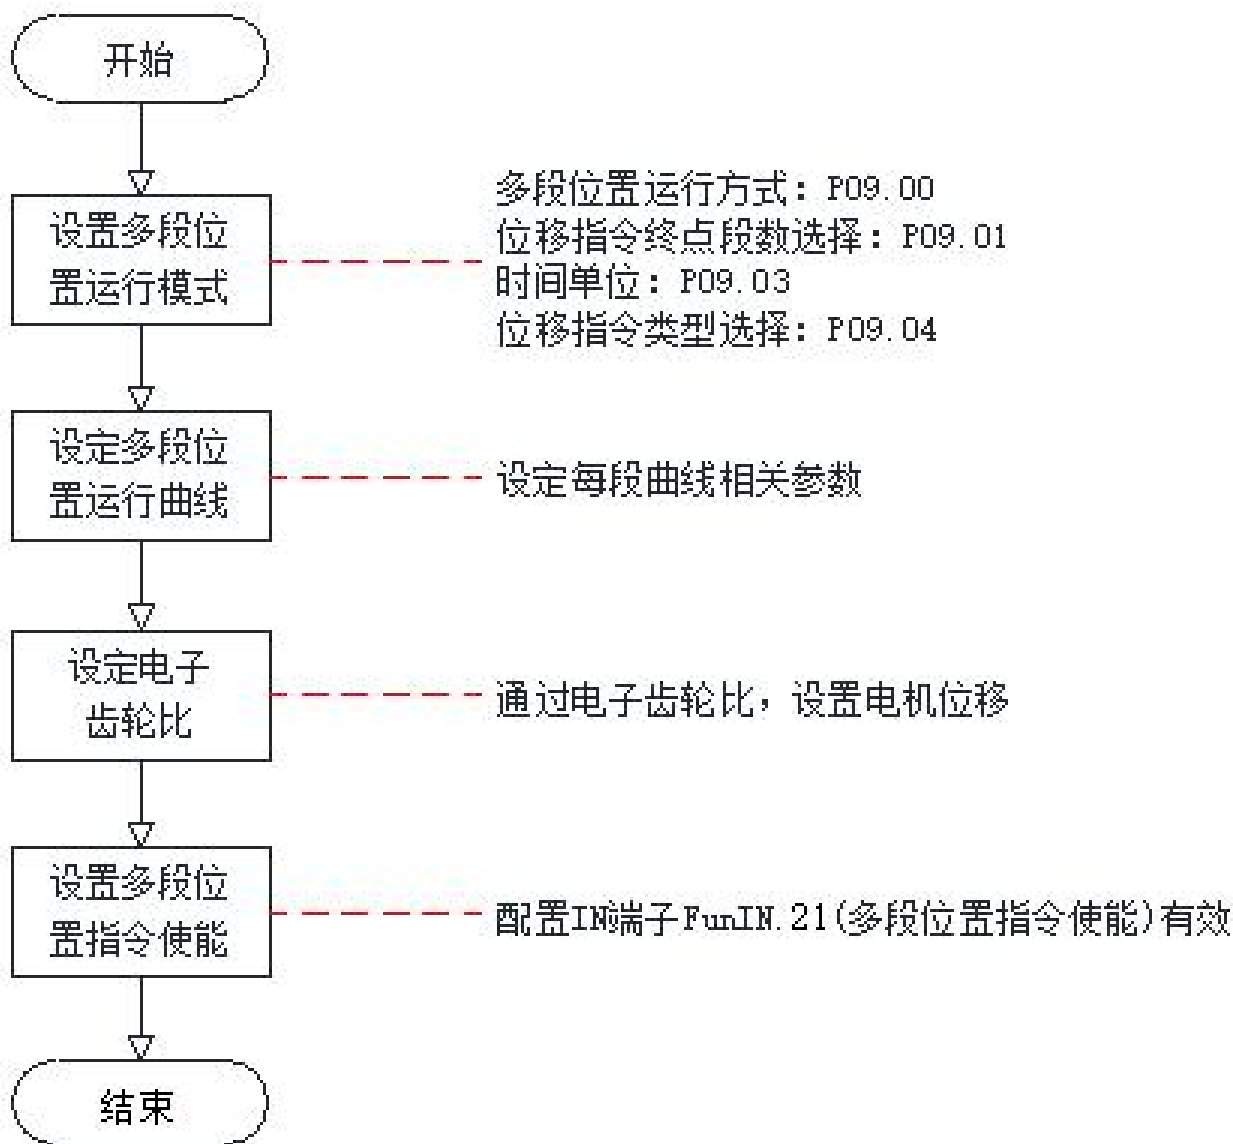 开始
设置多段位
置运行模式
多段位置运行方式：P09.00
位移指令终点段数选择：P09.01
时间单位：P09.03
位移指令类型选择：P09.04
设定多段位
置运行曲线
设定每段曲线相关参数
设定电子
齿轮比
通过电子齿轮比，设置电机位移
设置多段位
置指令使能
配置IN端子FunIN.21(多段位置指令使能)有效
结束